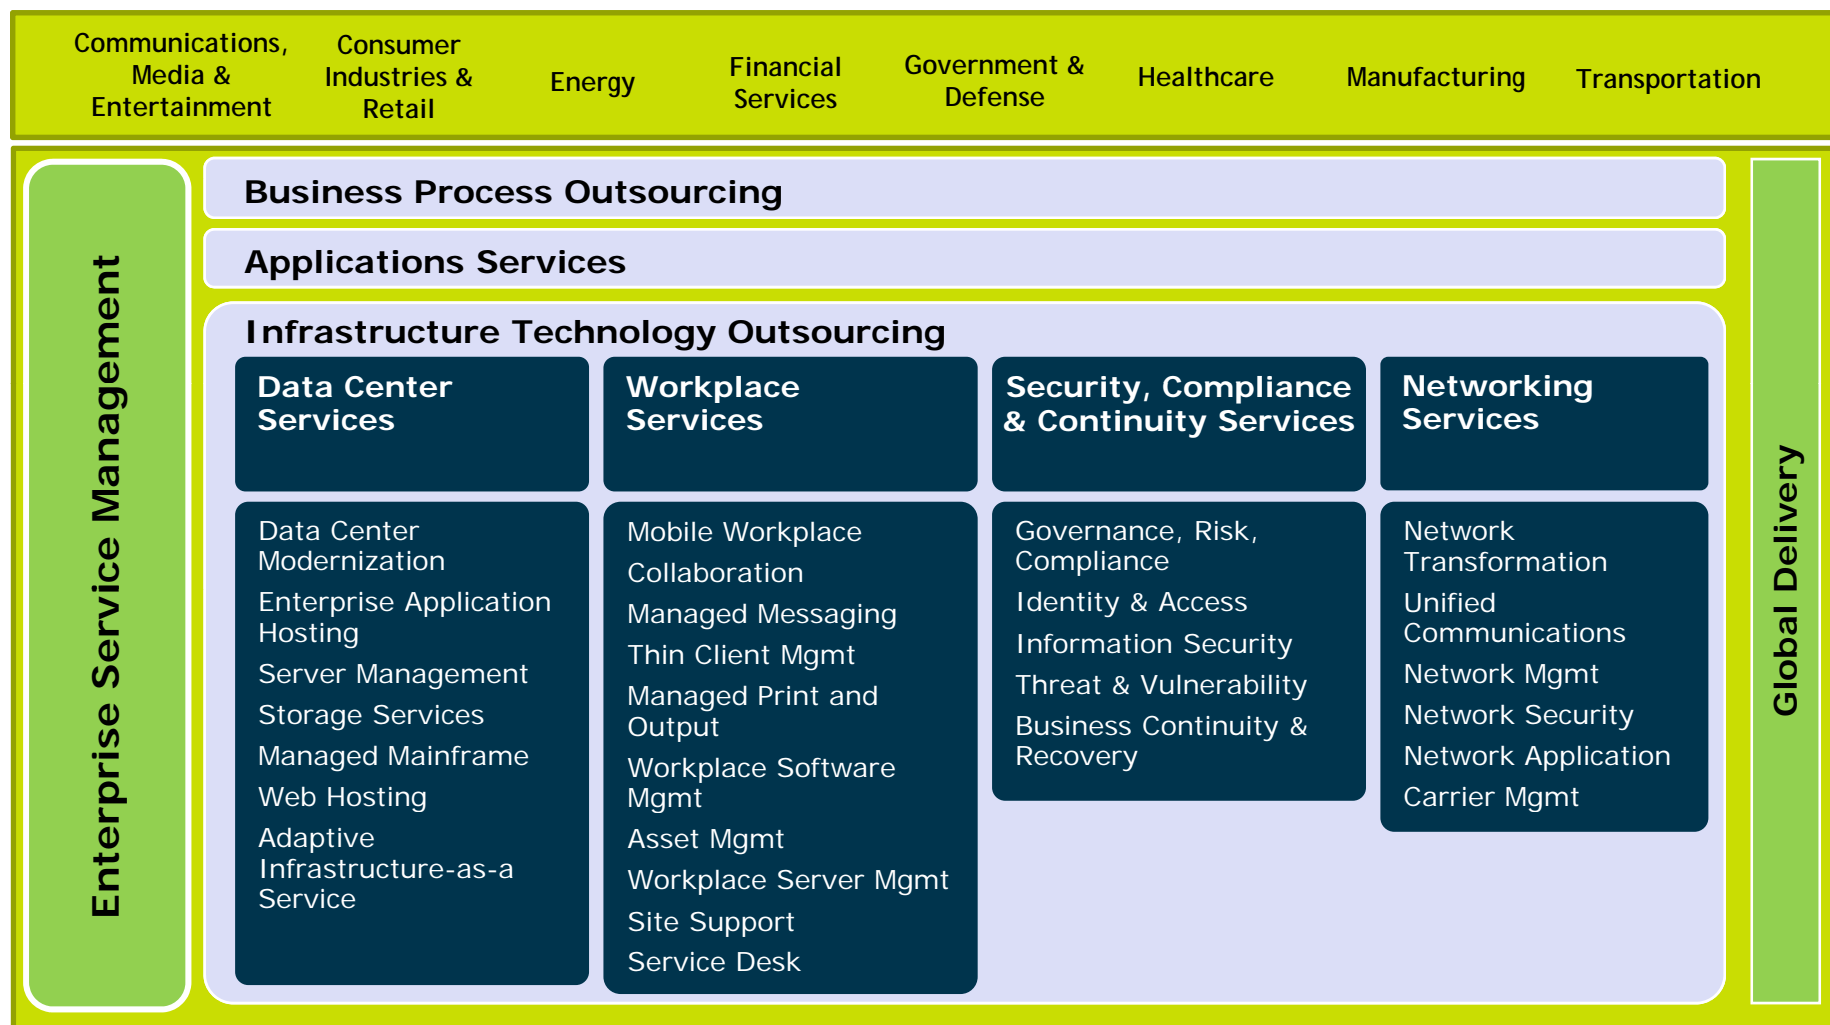 Communications,
Media &
Entertainment
Consumer
Industries &
Retail
Energy
Financial
Services
Government &
Defense
Healthcare
Manufacturing
Transportation
Enterprise Service Management
Business Process Outsourcing
Applications Services
Infrastructure Technology Outsourcing
Data Center
Services
Data Center
Modernization
Enterprise Application
Hosting
Server Management
Storage Services
Managed Mainframe
Web Hosting
Adaptive
Infrastructure-as-a
Service
Workplace
Services
Mobile Workplace
Collaboration
Managed Messaging
Thin Client Mgmt
Managed Print and
Output
Workplace Software
Mgmt
Asset Mgmt
Workplace Server Mgmt
Site Support
Service Desk
Security, Compliance
& Continuity Services
Governance, Risk,
Compliance
Identity & Access
Information Security
Threat & Vulnerability
Business Continuity &
Recovery
Networking
Services
Network
Transformation
Unified
Communications
Network Mgmt
Network Security
Network Application
Carrier Mgmt
Global Delivery